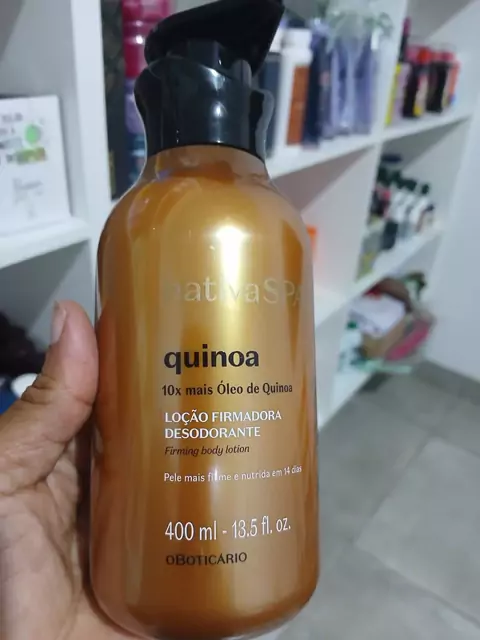 nativaSPA
quinoa
10x mais Óleo de Quinoa
LOÇÃO FIRMADORA
DESODORANTE
Firming body lotion
Pele mais firme e nutrida em 14 dias
400 ml - 13.5 fl. oz.
OBOTICÁRIO